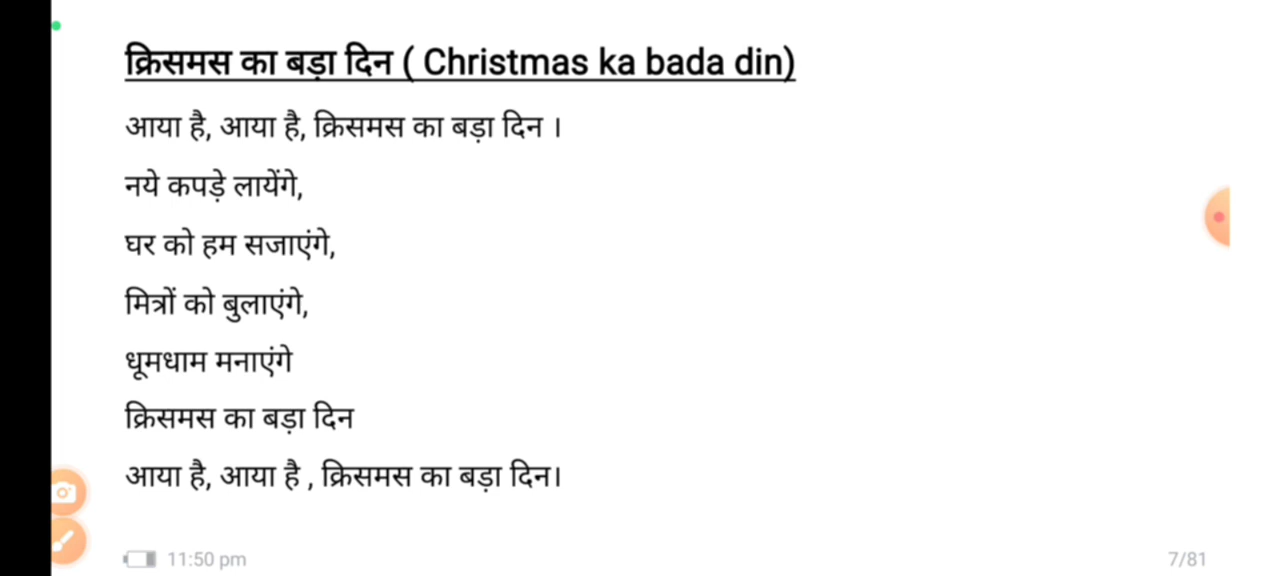 क्रिसमस का बड़ा दिन ( Christmas ka bada din)
आया है, आया है, क्रिसमस का बड़ा दिन ।
नये कपड़े लायेंगे,
घर को हम सजाएंगे,
मित्रों को बुलाएंगे,
धूमधाम मनाएंगे
क्रिसमस का बड़ा दिन
आया है, आया है , क्रिसमस का बड़ा दिन।
11:50 pm 7/81